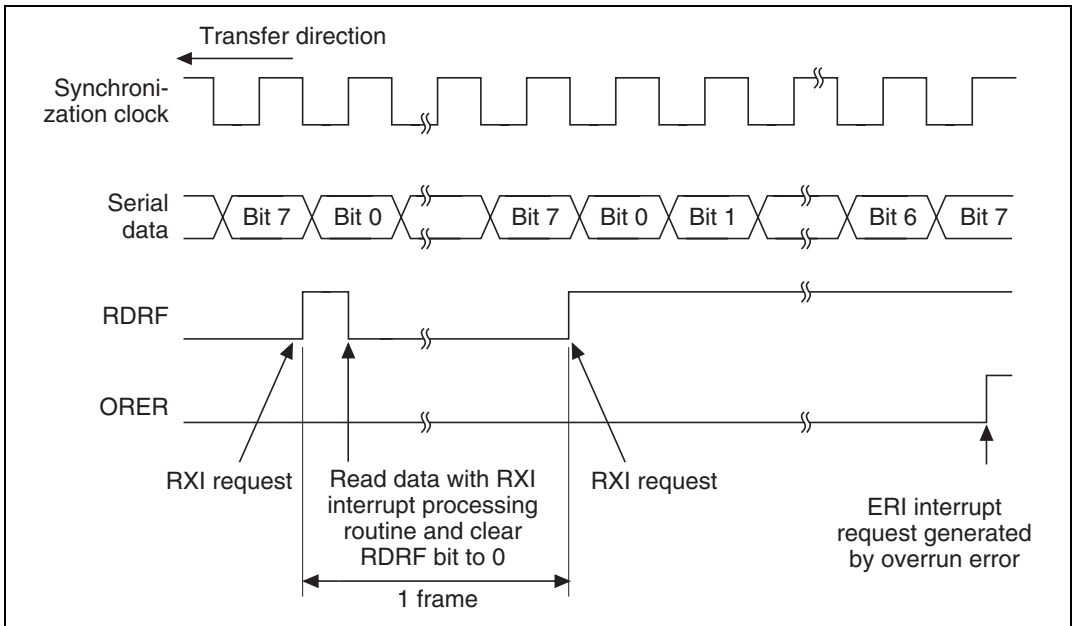 Transfer direction
Synchroni-
zation clock
Serial
data
Bit 7
Bit 0
Bit 7
Bit 0
Bit 1
Bit 6
Bit 7
RDRF
ORER
RXI request
Read data with RXI
interrupt processing
routine and clear
RDRF bit to 0
RXI request
ERI interrupt
request generated
by overrun error
1 frame